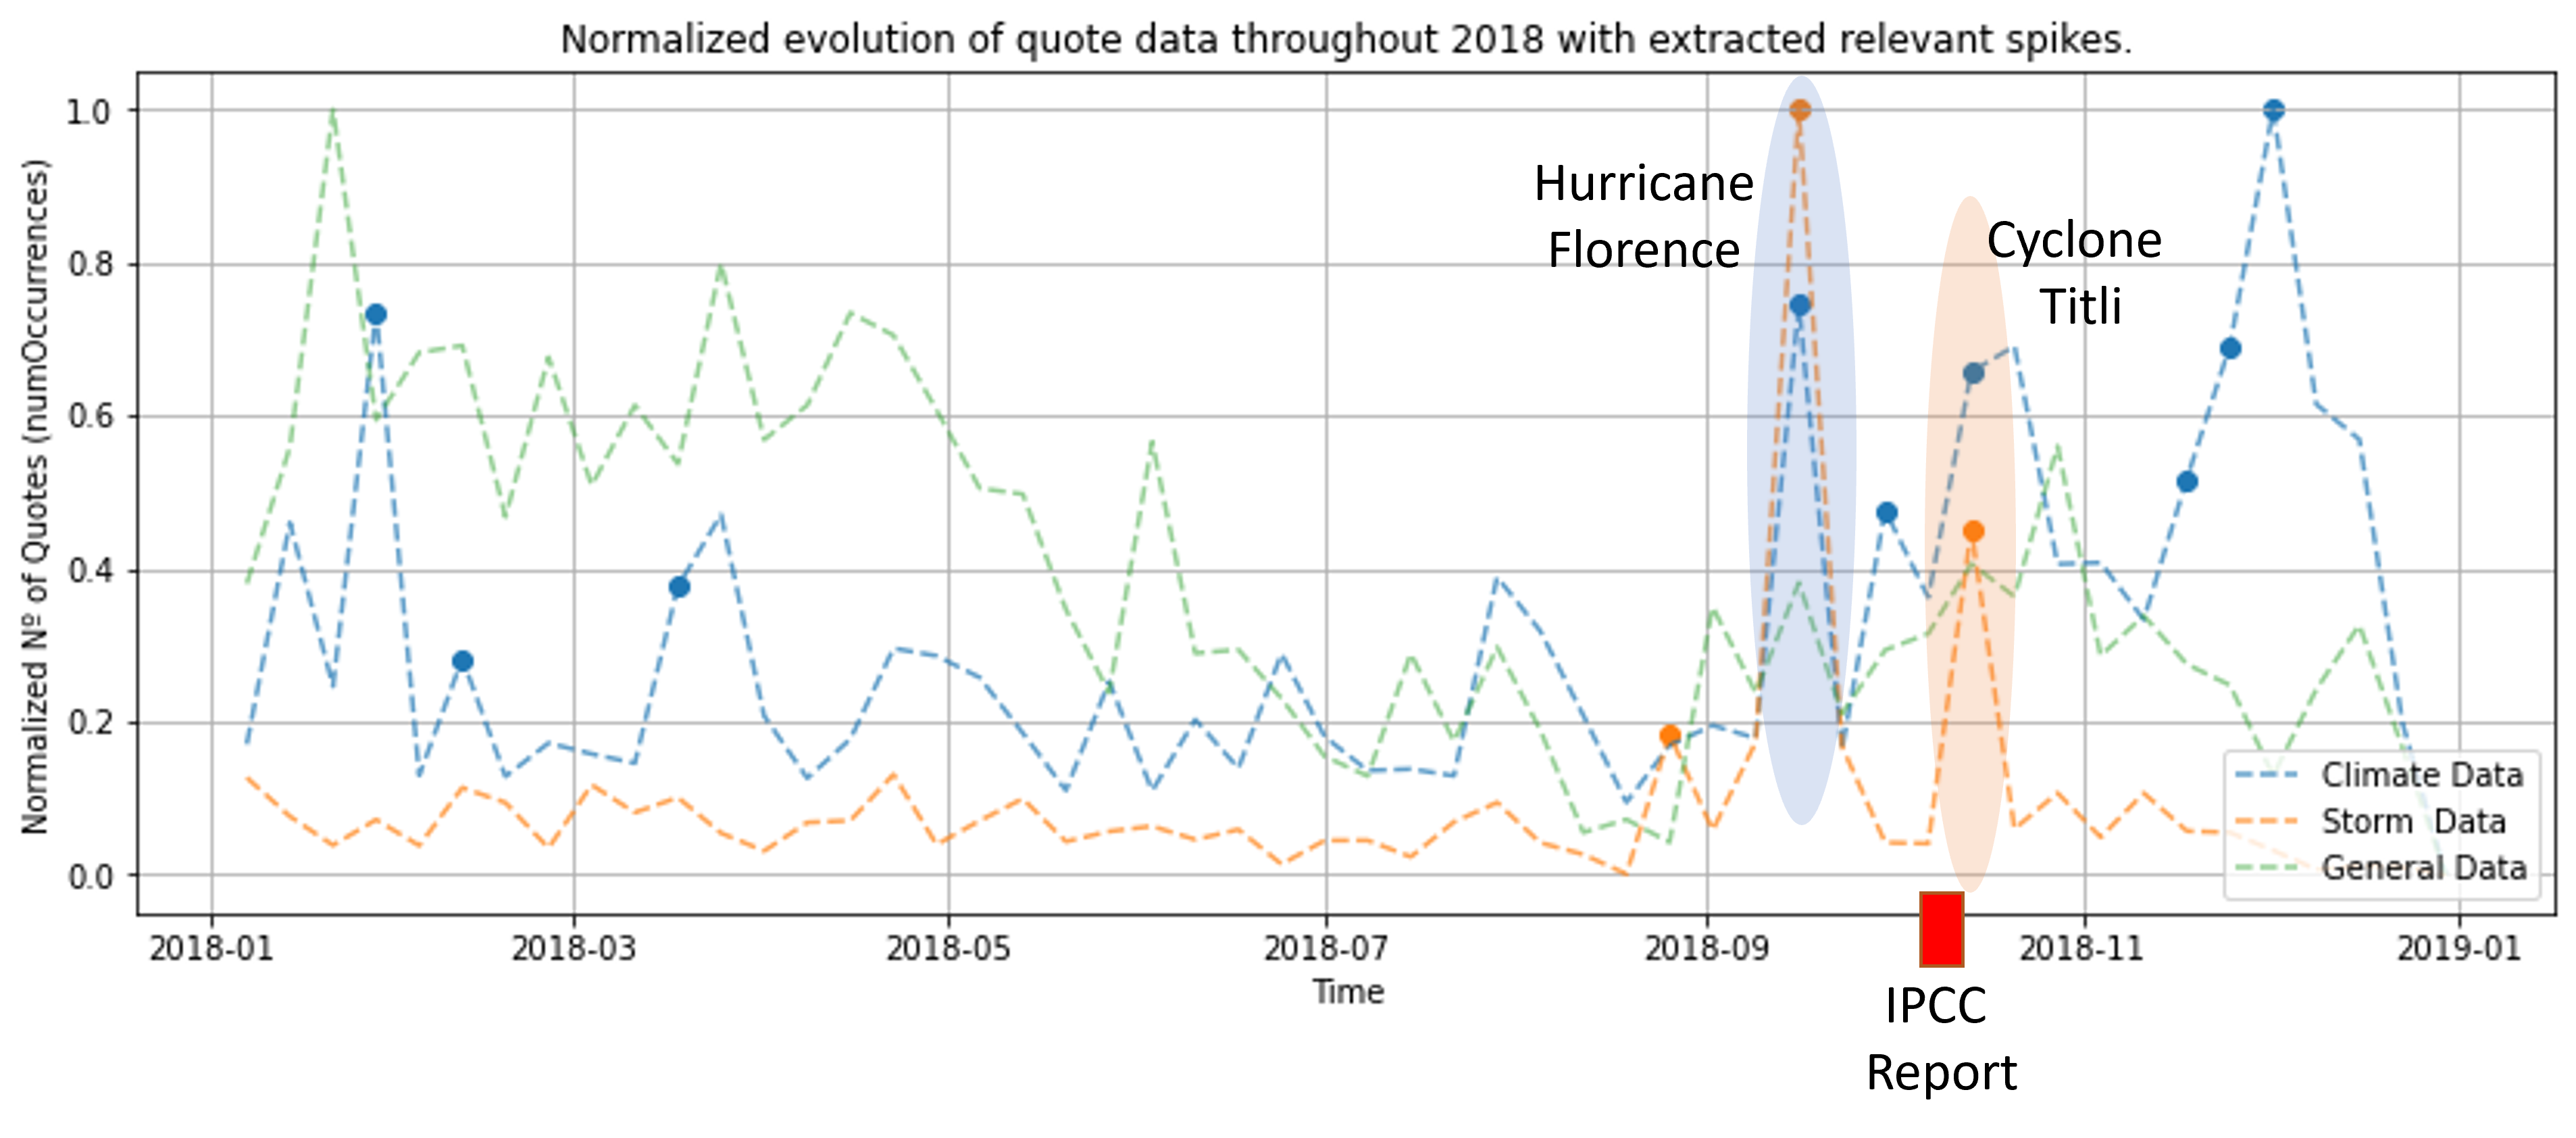 Normalized evolution of quote data throughout 2018 with extracted relevant spikes.
Normalized Nº of Quotes (numOccurrences)
1.0
0.8
0.6
0.4
0.2
0.0
Hurricane
Florence
Cyclone
Titli
Climate Data
Storm  Data
General Data
2018-01
2018-03
2018-05
2018-07
2018-09
2018-11
2019-01
Time
IPCC
Report